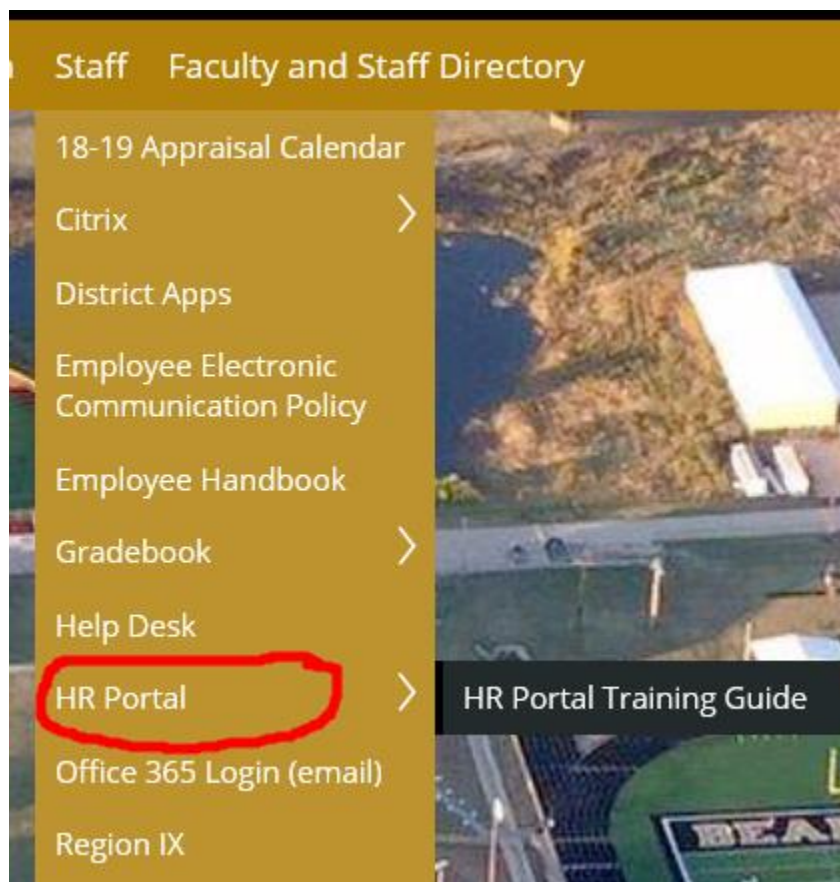 Staff Faculty and Staff Directory
18-19 Appraisal Calendar
Citrix
District Apps
Employee Electronic
Communication Policy
Employee Handbook
Gradebook
Help Desk
HR Portal
HR Portal Training Guide
Office 365 Login (email)
Region IX